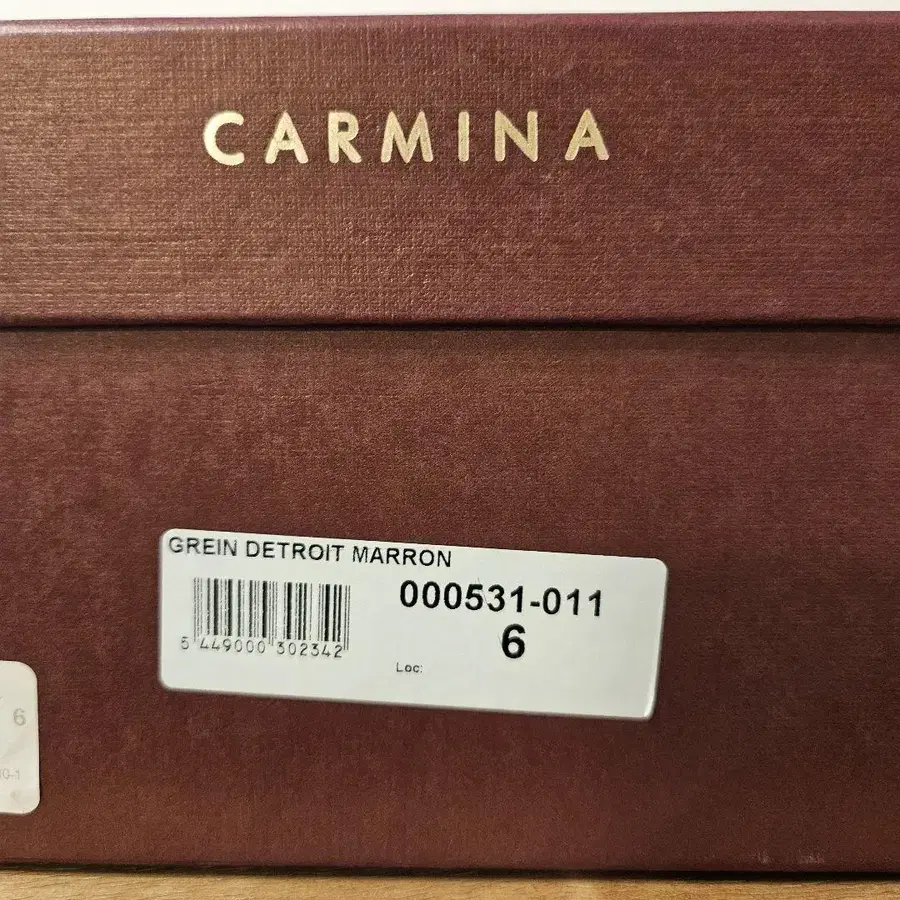 CARMINA
GREIN DETROIT MARRON
000531-011
5 449000 302342
6
Loc:
6